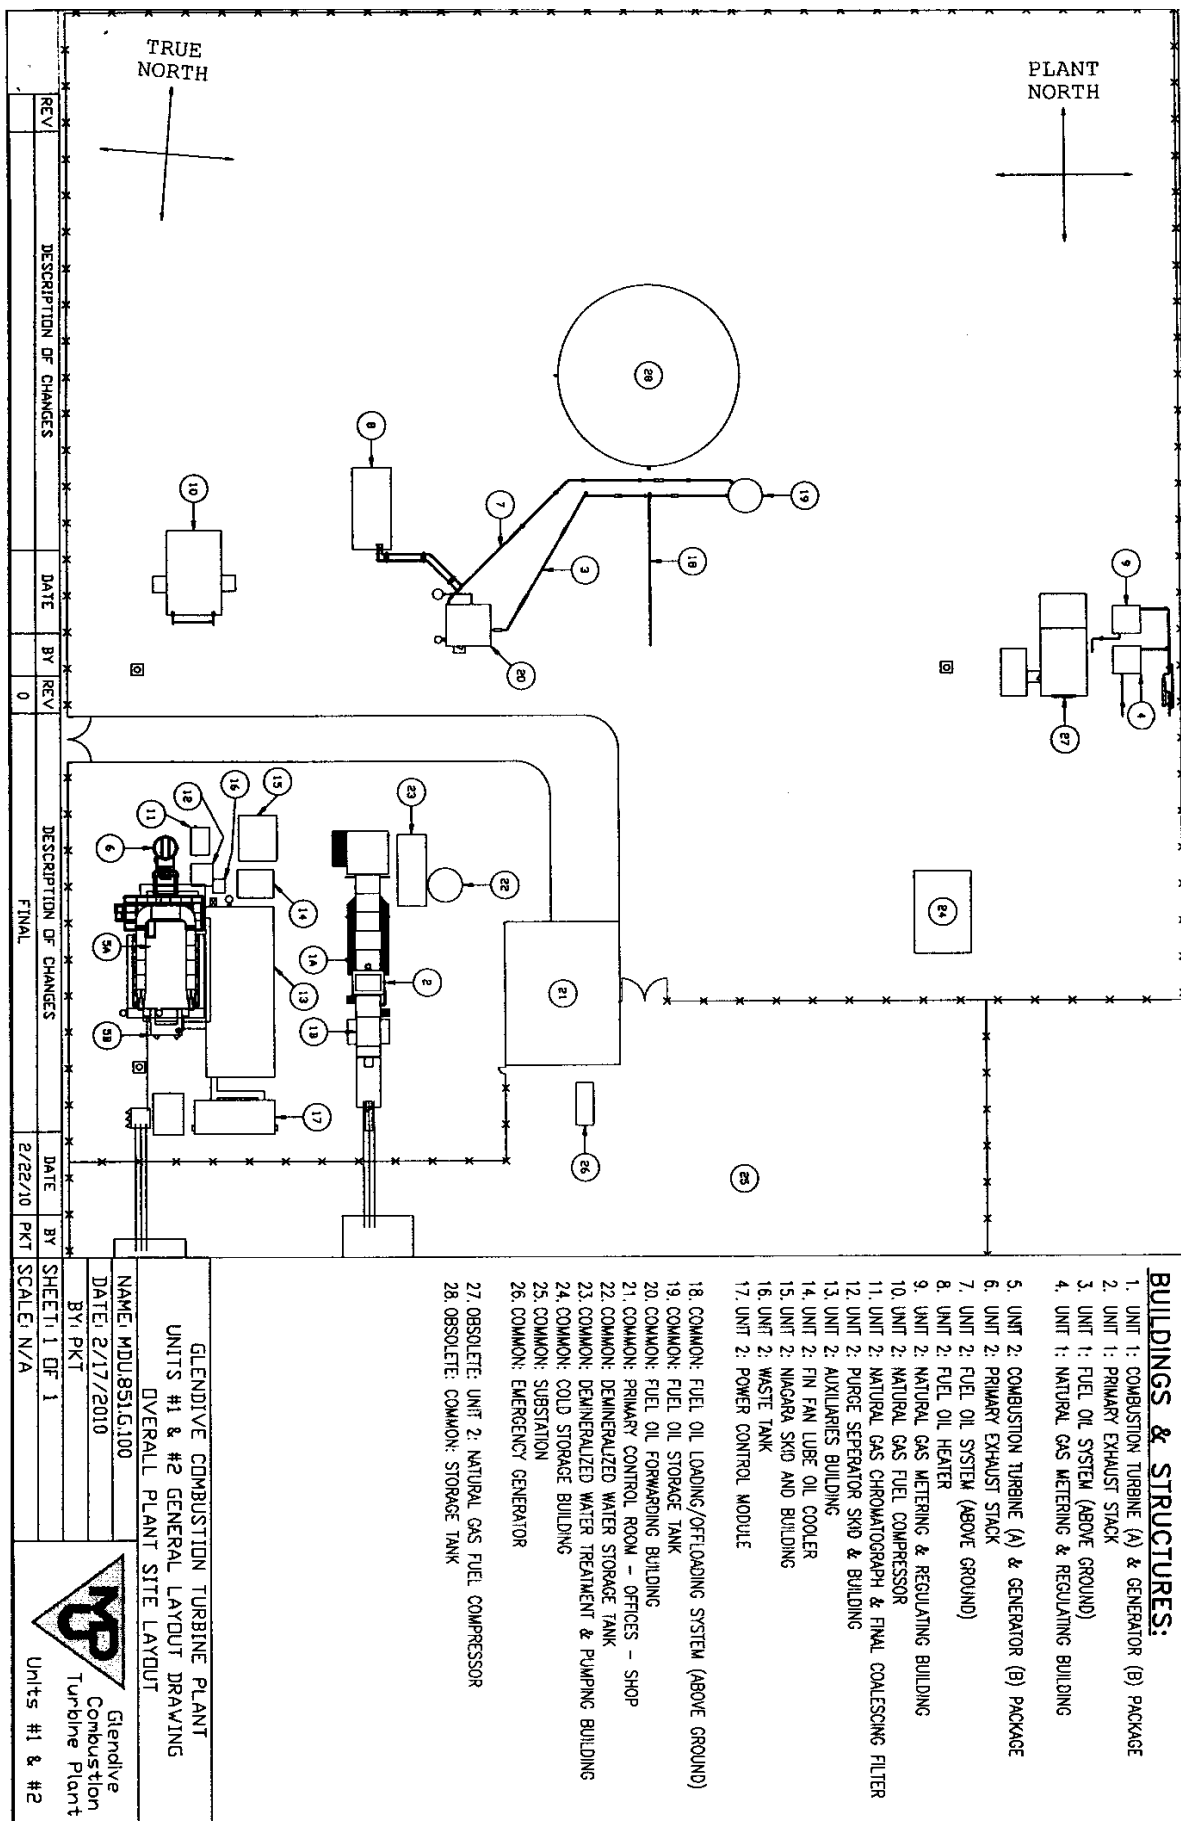 TRUE
NORTH
PLANT
NORTH
28
8
10
7
19
3
18
20
9
4
27
23
15
16
12
11
6
22
14
24
5A
1A
2
13
21
1B
5B
17
26
25
BUILDINGS & STRUCTURES:
1. UNIT 1: COMBUSTION TURBINE (A) & GENERATOR (B) PACKAGE
2. UNIT 1: PRIMARY EXHAUST STACK
3. UNIT 1: FUEL OIL SYSTEM (ABOVE GROUND)
4. UNIT 1: NATURAL GAS METERING & REGULATING BUILDING
5. UNIT 2: COMBUSTION TURBINE (A) & GENERATOR (B) PACKAGE
6. UNIT 2: PRIMARY EXHAUST STACK
7. UNIT 2: FUEL OIL SYSTEM (ABOVE GROUND)
8. UNIT 2: FUEL OIL HEATER
9. UNIT 2: NATURAL GAS METERING & REGULATING BUILDING
10. UNIT 2: NATURAL GAS FUEL COMPRESSOR
11. UNIT 2: NATURAL GAS CHROMATOGRAPH & FINAL COALESCING FILTER
12. UNIT 2: PURGE SEPERATOR SKID & BUILDING
13. UNIT 2: AUXILIARIES BUILDING
14. UNIT 2: FIN FAN LUBE OIL COOLER
15. UNIT 2: NIAGARA SKID AND BUILDING
16. UNIT 2: WASTE TANK
17. UNIT 2: POWER CONTROL MODULE
18. COMMON: FUEL OIL LOADING/OFFLOADING SYSTEM (ABOVE GROUND)
19. COMMON: FUEL OIL STORAGE TANK
20. COMMON: FUEL OIL FORWARDING BUILDING
21. COMMON: PRIMARY CONTROL ROOM - OFFICES - SHOP
22. COMMON: DEMINERALIZED WATER STORAGE TANK
23. COMMON: DEMINERALIZED WATER TREATMENT & PUMPING BUILDING
24. COMMON: COLD STORAGE BUILDING
25. COMMON: SUBSTATION
26. COMMON: EMERGENCY GENERATOR
27. OBSOLETE: UNIT 2: NATURAL GAS FUEL COMPRESSOR
28. OBSOLETE: COMMON: STORAGE TANK
REV DESCRIPTION OF CHANGES DATE BY REV DESCRIPTION OF CHANGES DATE BY
0 FINAL 2/22/10 PKT
GLENDIVE COMBUSTION TURBINE PLANT
UNITS #1 & #2 GENERAL LAYOUT DRAWING
OVERALL PLANT SITE LAYOUT
NAME: MDU.851.G.100
DATE: 2/17/2010
BY: PKT
SHEET: 1 OF 1
SCALE: N/A
MDU
Glendive
Combustion
Turbine Plant
Units #1 & #2